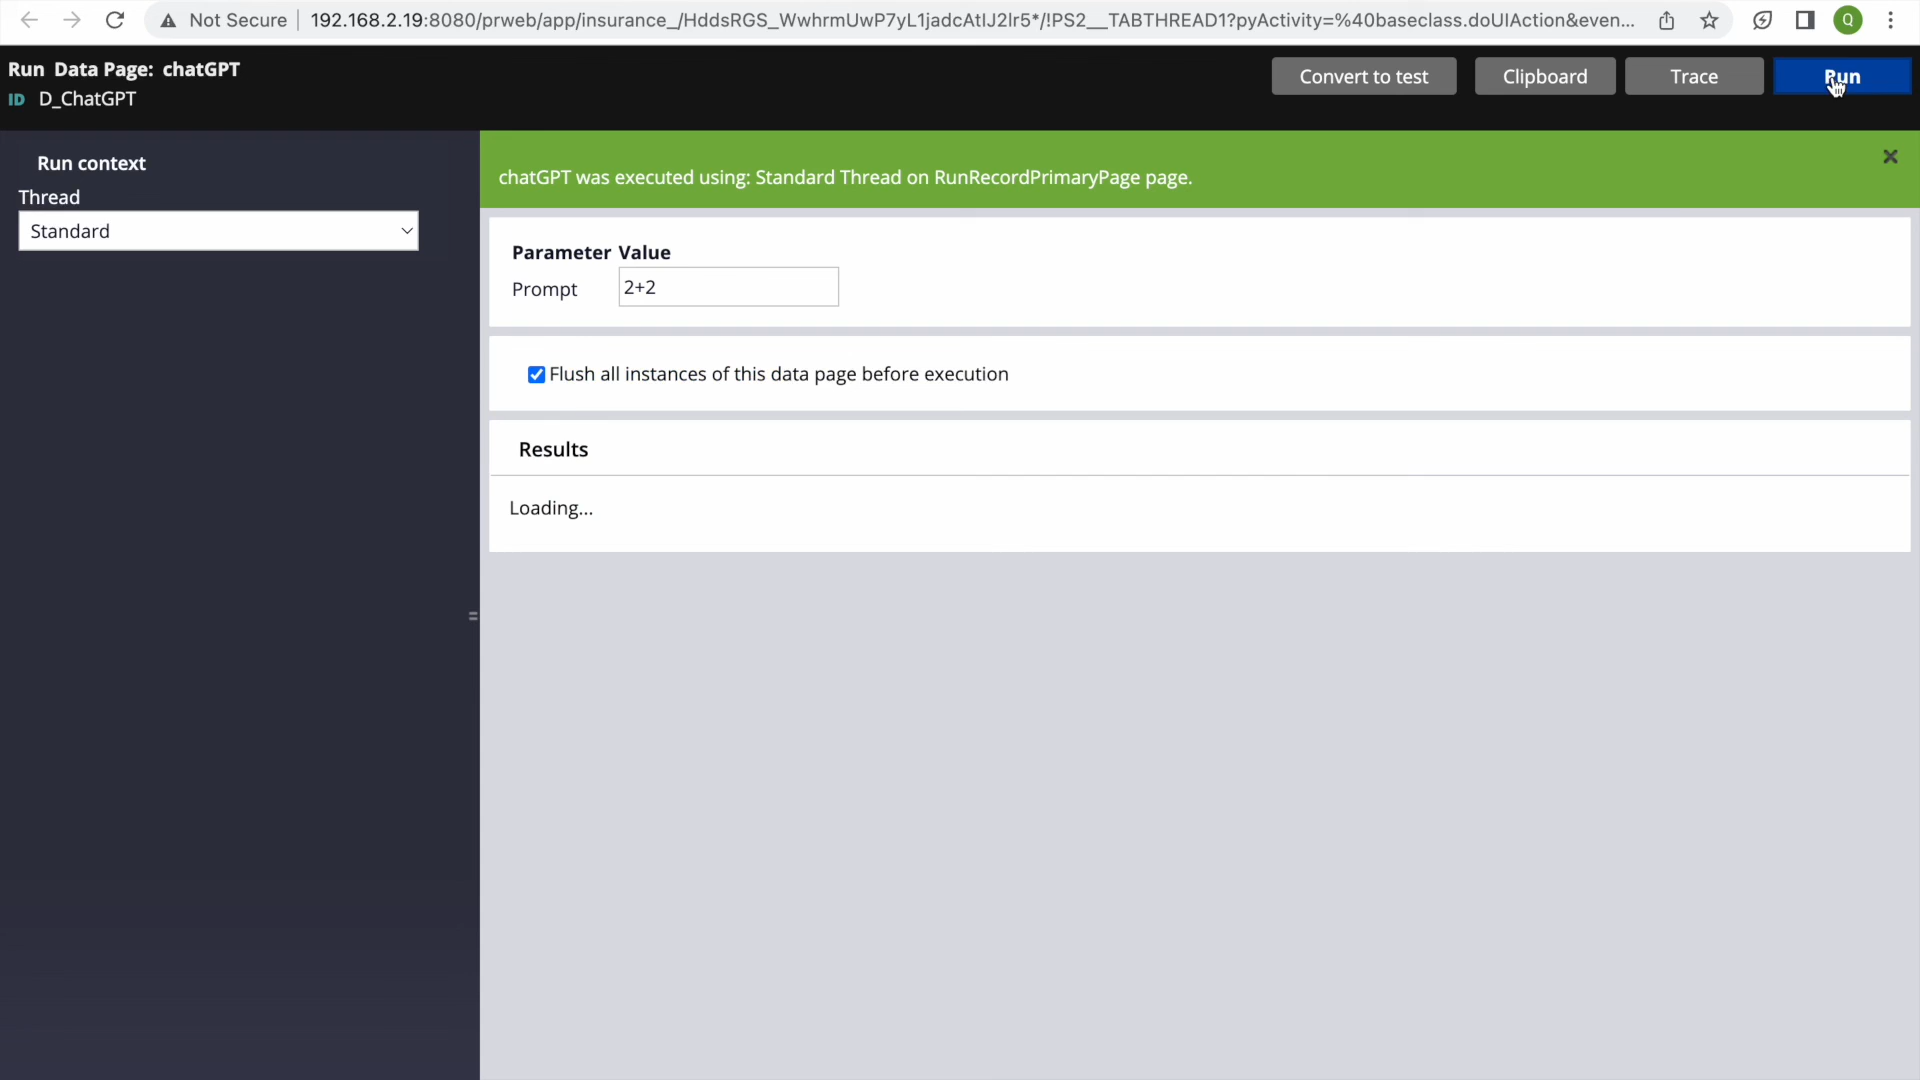 Not Secure
192.168.2.19:8080/prweb/app/insurance_/HddsRGS_WwhrmUwP7yL1jadcAtIJ2Ir5*/!PS2__TABTHREAD1?pyActivity=%40baseclass.doUIAction&even...
Q
Run Data Page: chatGPT
ID D_ChatGPT
Convert to test
Clipboard
Trace
Run
Run context
Thread
Standard
chatGPT was executed using: Standard Thread on RunRecordPrimaryPage page.
Parameter Value
Prompt 2+2
Flush all instances of this data page before execution
Results
Loading...